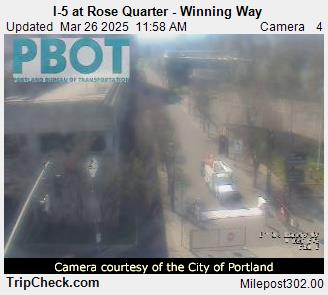 I-5 at Rose Quarter - Winning Way
Updated Mar 26 2025 11:58 AM Camera 4
PBOT
PORTLAND BUREAU OF TRANSPORTATION
Camera courtesy of the City of Portland
TripCheck.com Milepost302.00